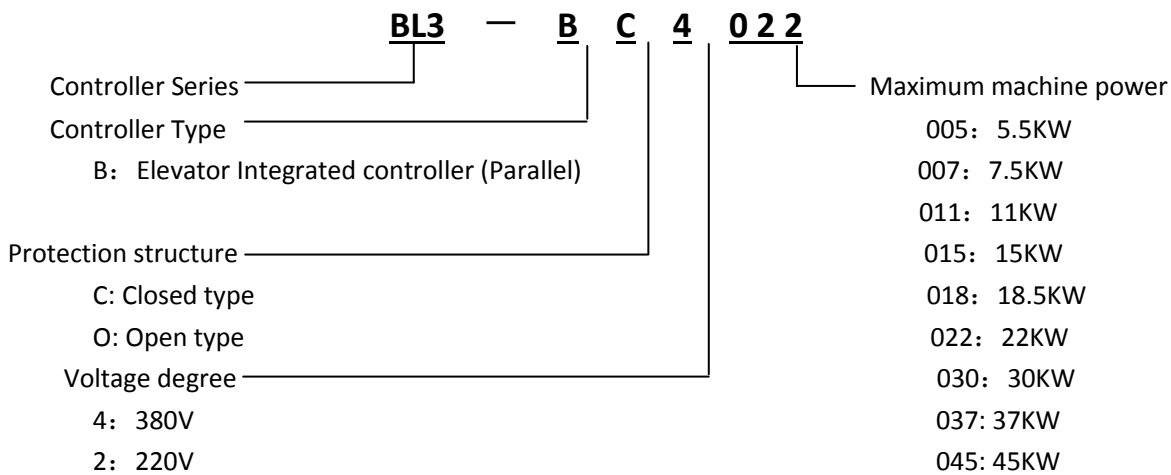 BL3 — B C 4 0 2 2
Controller Series
Maximum machine power
Controller Type
005：5.5KW
B：Elevator Integrated controller (Parallel)
007：7.5KW
011：11KW
Protection structure
015：15KW
C: Closed type
018：18.5KW
O: Open type
022：22KW
Voltage degree
030：30KW
4：380V
037: 37KW
2：220V
045: 45KW